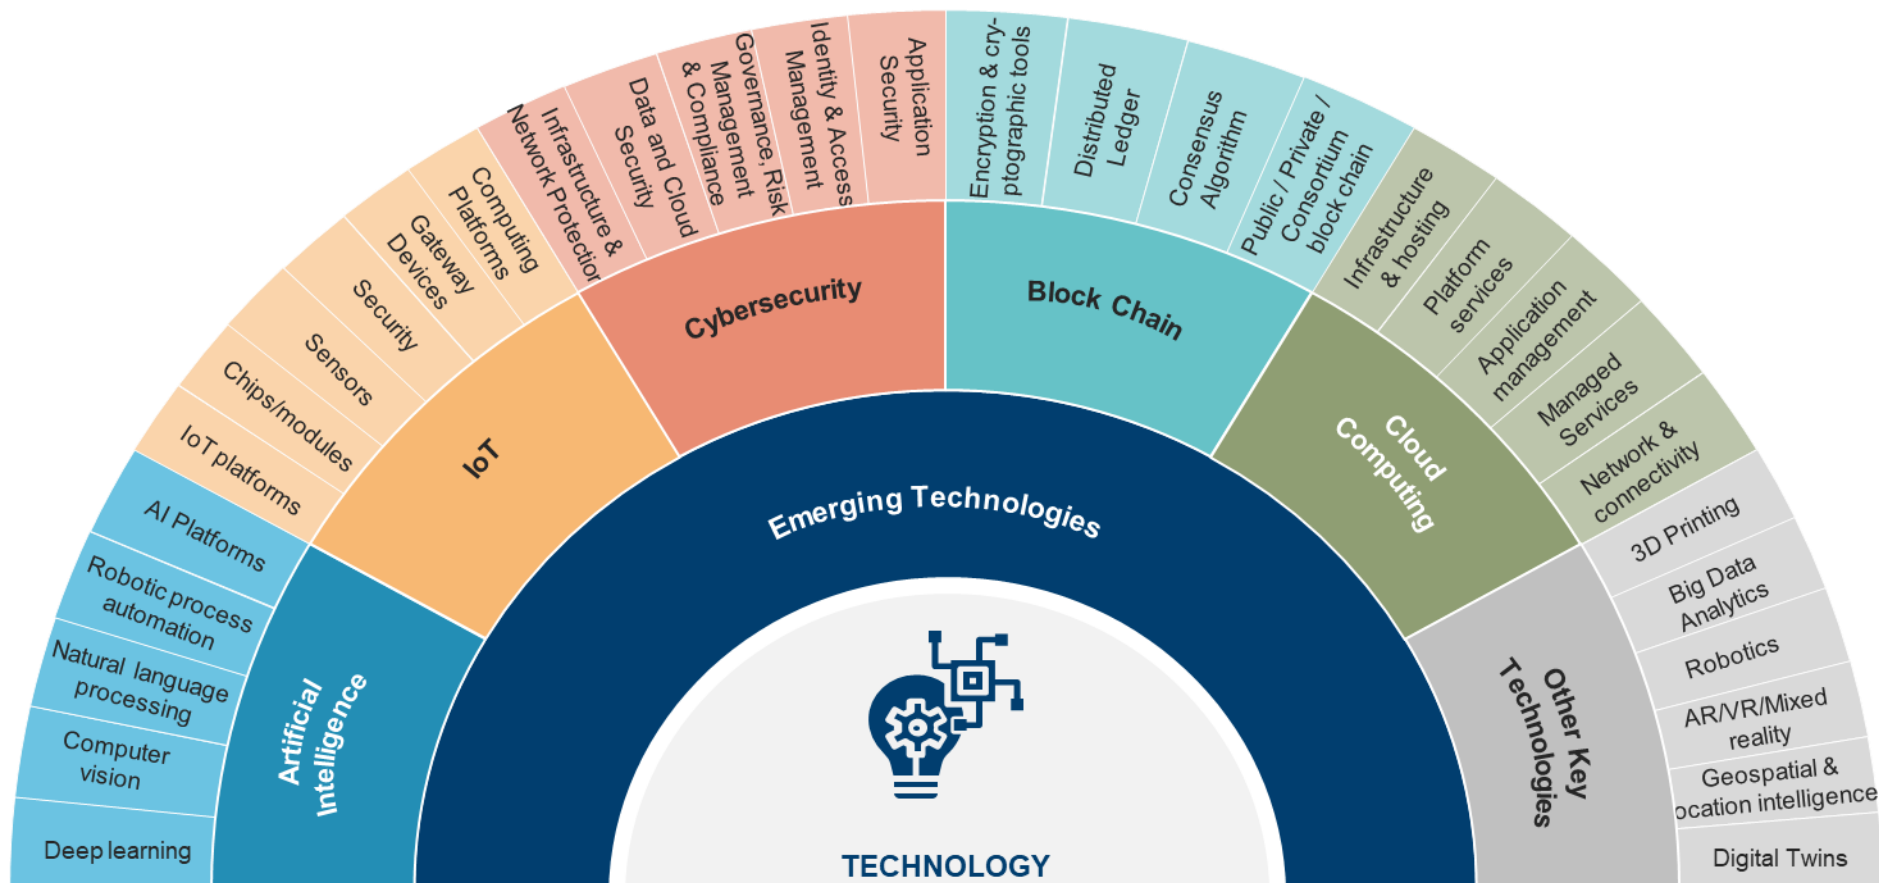 Deep learning
Computer
vision
Natural language
processing
Robotic process
automation
AI Platforms
IoT platforms
Chips/modules
Sensors
Security
Gateway
Devices
Computing
Platforms
Infrastructure &
Network Protection
Data and Cloud
Security
Governance, Risk
Management
& Compliance
Identity & Access
Management
Application
Security
Encryption & cry-
ptographic tools
Distributed
Ledger
Consensus
Algorithm
Public / Private /
Consortium
block chain
Infrastructure
& hosting
Platform
services
Application
management
Managed
Services
Network &
connectivity
3D Printing
Big Data
Analytics
Robotics
AR/VR/Mixed
reality
Geospatial &
ocation intelligence
Digital Twins
Artificial
Intelligence
IoT
Cybersecurity
Block Chain
Cloud
Computing
Other Key
Technologies
Emerging Technologies
TECHNOLOGY